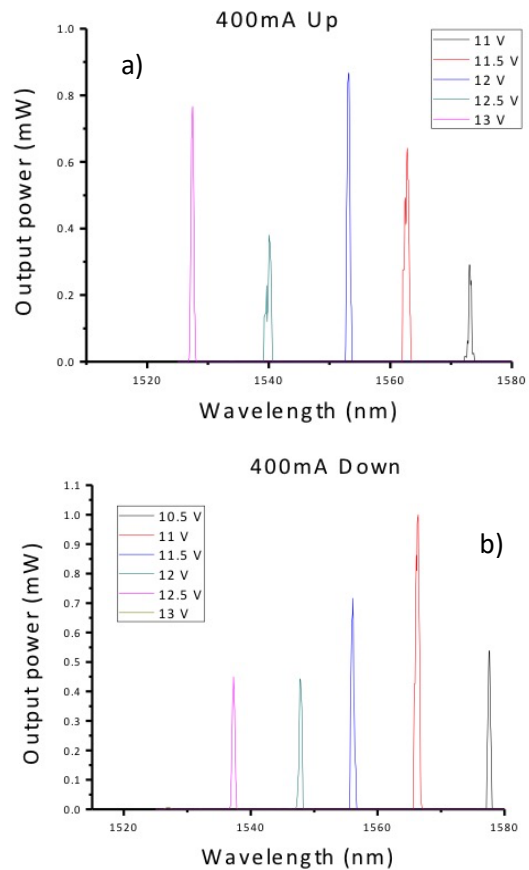 400mA Up
a)
11 V
11.5 V
12 V
12.5 V
13 V
1.0
0.8
0.6
0.4
0.2
0.0
Output power (mW)
1520 1540 1560 1580
Wavelength (nm)
400mA Down
b)
10.5 V
11 V
11.5 V
12 V
12.5 V
13 V
1.1
1.0
0.9
0.8
0.7
0.6
0.5
0.4
0.3
0.2
0.1
0.0
Output power (mW)
1520 1540 1560 1580
Wavelength (nm)